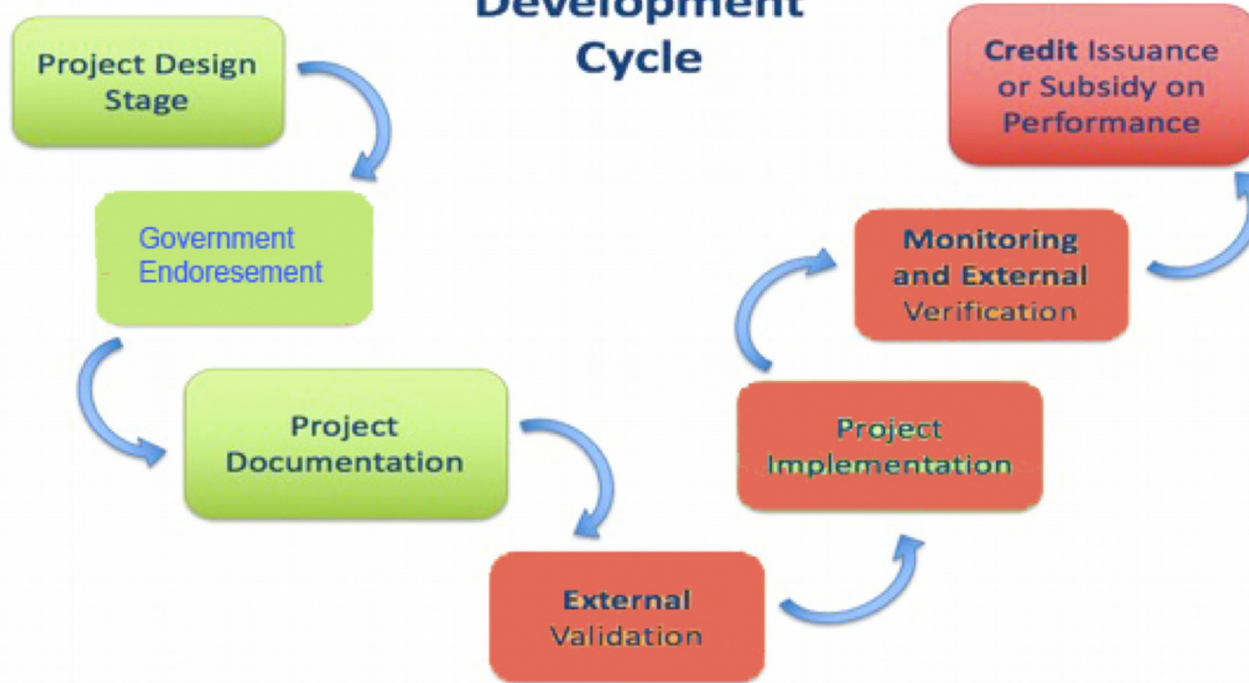 Development
Cycle
Project Design
Stage
Government
Endoresement
Project
Documentation
External
Validation
Project
Implementation
Monitoring
and External
Verification
Credit Issuance
or Subsidy on
Performance